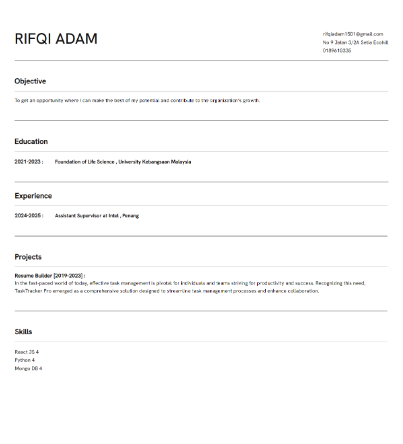 RIFQI ADAM
rifqiadam1501@gmail.com
No 9 Jalan 3/2A Setia Ecohill
0189610335
Objective
To get an opportunity where I can make the best of my potential and contribute to the organization's growth.
Education
2021-2023 : Foundation of Life Science , University Kebangsaan Malaysia
Experience
2024-2025 : Assistant Supervisor at Intel , Penang
Projects
Resume Builder [2019-2023] :
In the fast-paced world of today, effective task management is pivotal for individuals and teams striving for productivity and success. Recognizing this need,
TaskTracker Pro emerged as a comprehensive solution designed to streamline task management processes and enhance collaboration.
Skills
React JS 4
Python 4
Mongo DB 4